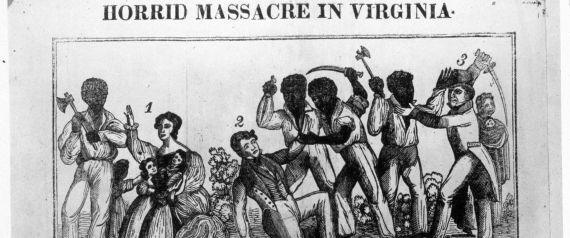 HORRID MASSACRE IN VIRGINIA.
1
2
3